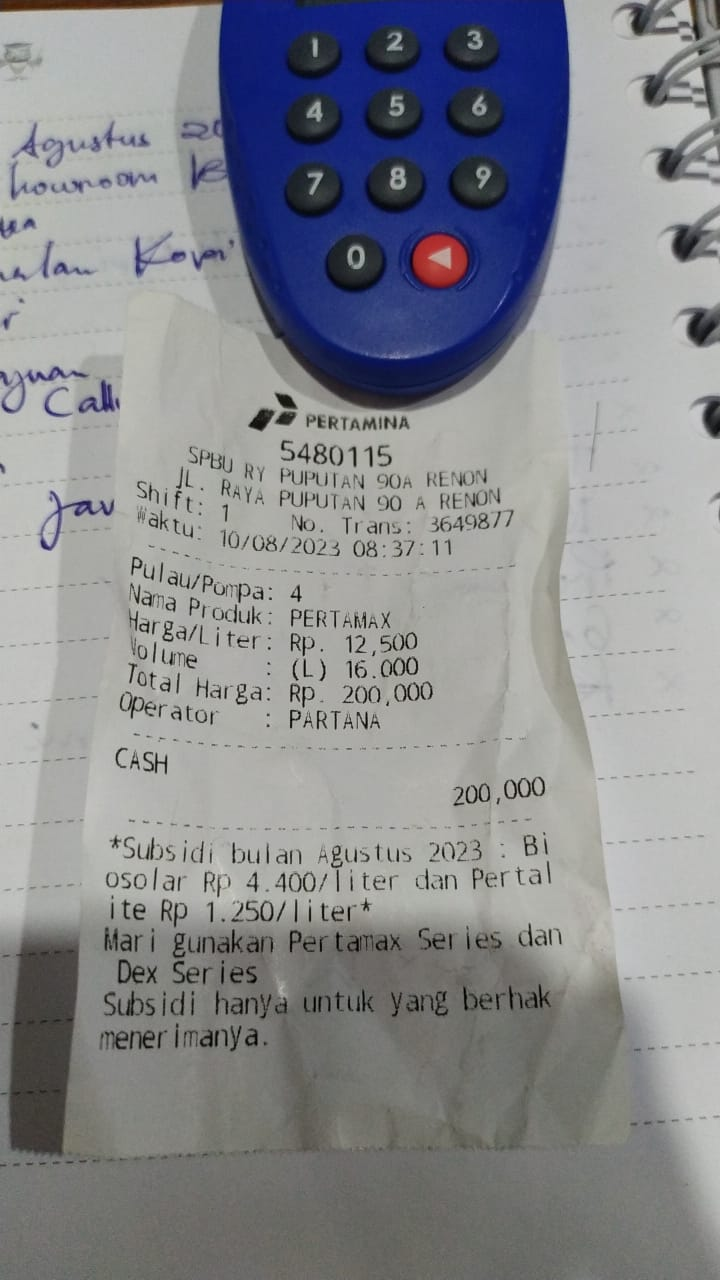 1 2 3
4 5 6
7 8 9
0
Agustus
Kopi
Call
PERTAMINA
5480115
SPBU RY PUPUTAN 90A RENON
JL. RAYA PUPUTAN 90 A RENON
Shift: 1 No. Trans: 3649877
Waktu: 10/08/2023 08:37:11
Pulau/Pompa: 4
Nama Produk: PERTAMAX
Harga/Liter: Rp. 12,500
Volume : (L) 16.000
Total Harga: Rp. 200,000
Operator : PARTANA
CASH
200,000
*Subsidi bulan Agustus 2023 : Bi
osolar Rp 4.400/liter dan Pertal
ite Rp 1.250/liter*
Mari gunakan Pertamax Series dan
Dex Series
Subsidi hanya untuk yang berhak
menerimanya.